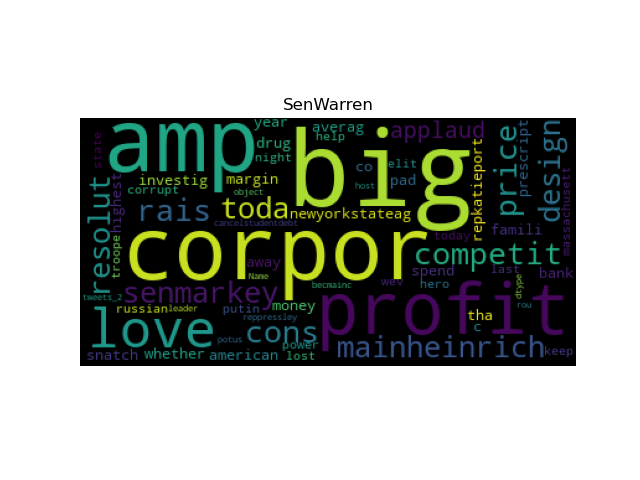 SenWarren
amp big year averag applaud prescript price design
state drug help night co elit repkatieport
investig margin pad
highest corrupt object host
resolut rais toda newyorkstateag massachusett
cancelstudentdebt today famili
troope corpor competit
away Name spend last bank
tweets_2 senmarkey becmainc wev hero dtype
russian leader putin money profit rou
love reppressley cons tha c
potus power mainheinrich keep
snatch whether american lost